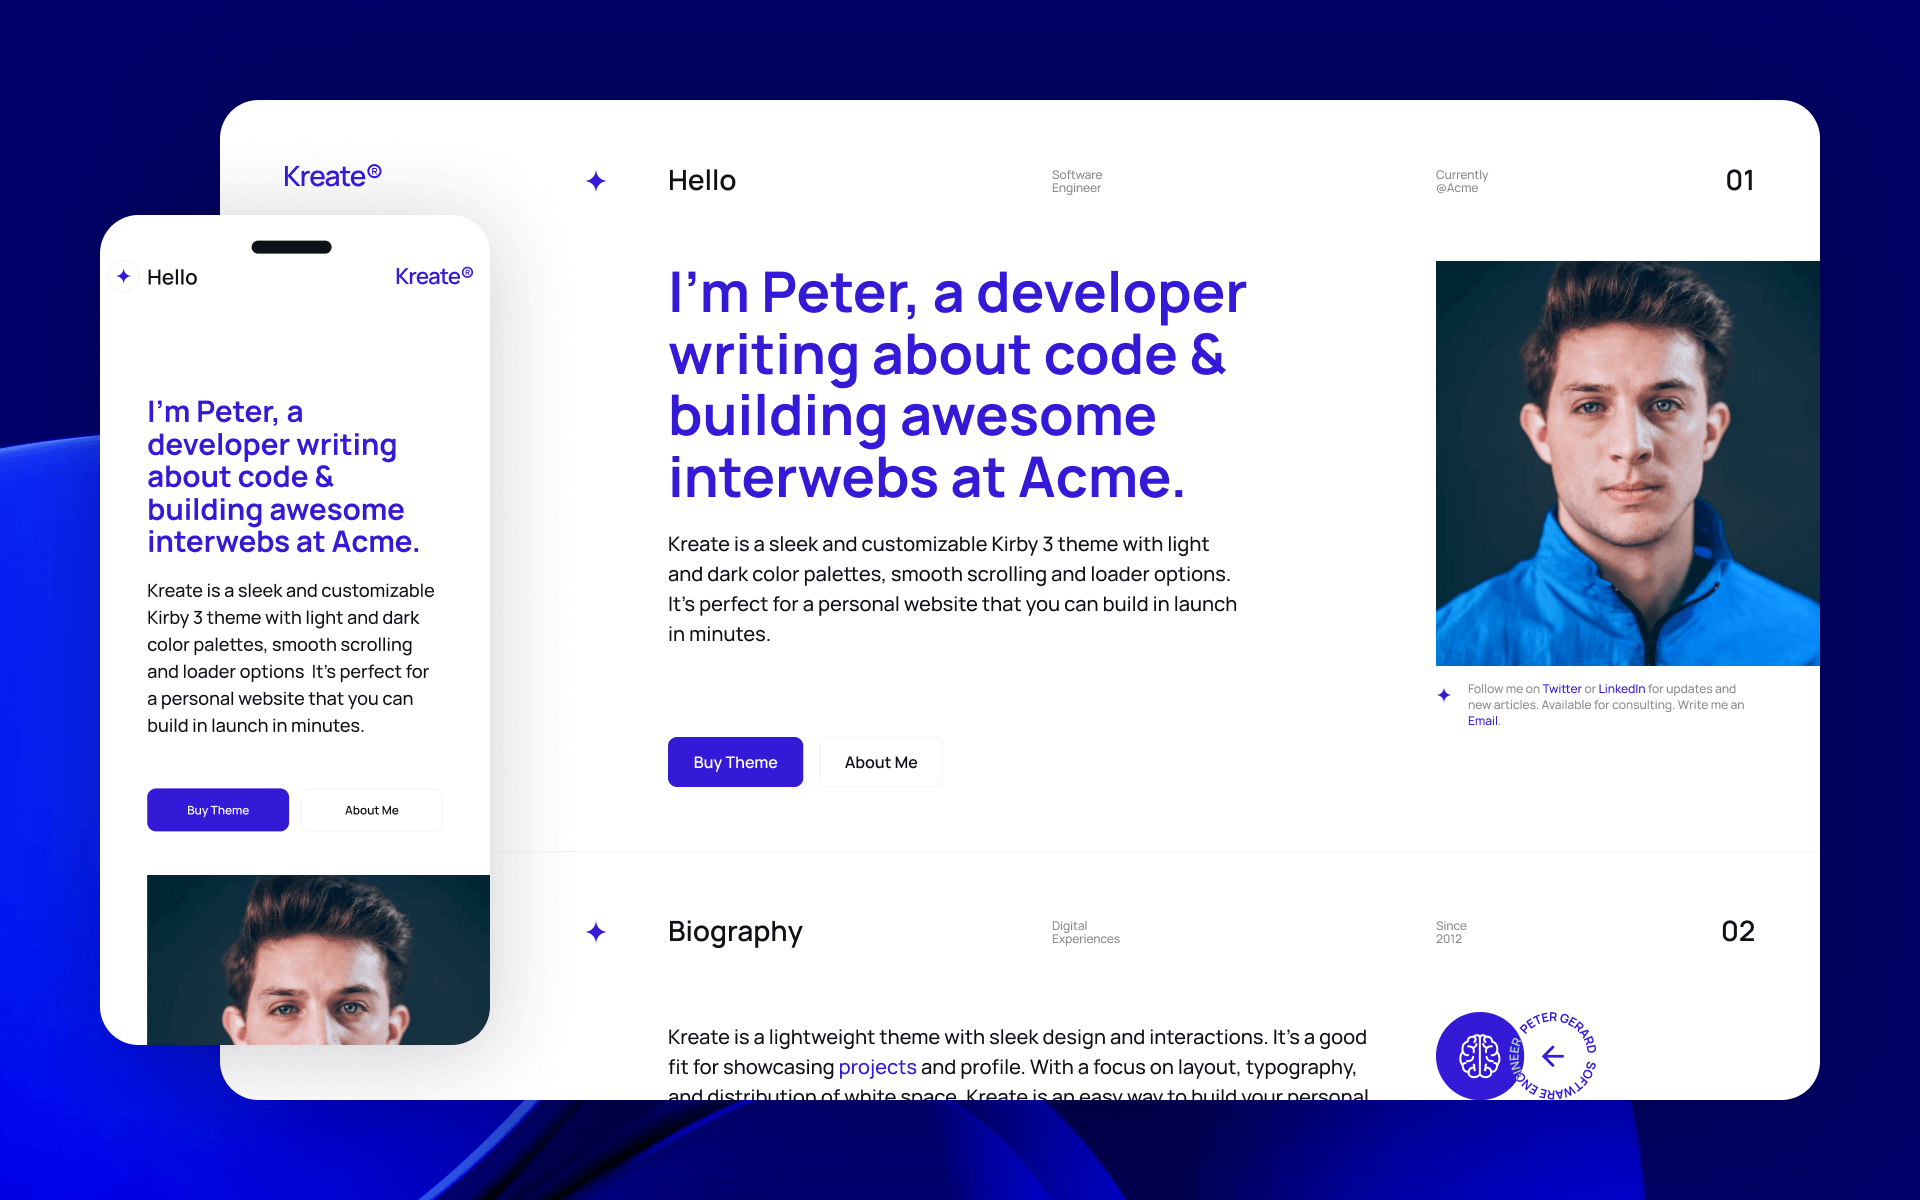 Kreate®
Hello
Software
Engineer
Currently
@Acme
01
I’m Peter, a developer
writing about code &
building awesome
interwebs at Acme.
Kreate is a sleek and customizable Kirby 3 theme with light
and dark color palettes, smooth scrolling and loader options.
It’s perfect for a personal website that you can build in launch
in minutes.
Buy Theme
About Me
Follow me on Twitter or LinkedIn for updates and
new articles. Available for consulting. Write me an
Email.
Biography
Digital
Experiences
Since
2012
02
Kreate is a lightweight theme with sleek design and interactions. It’s a good
fit for showcasing projects and profile. With a focus on layout, typography,
and distribution of white space, Kreate is an easy way to build your personal
PETER GERARD
SOFTWARE ENGINEER
Hello
Kreate®
I’m Peter, a
developer writing
about code &
building awesome
interwebs at Acme.
Kreate is a sleek and customizable
Kirby 3 theme with light and dark
color palettes, smooth scrolling
and loader options  It’s perfect for
a personal website that you can
build in launch in minutes.
Buy Theme
About Me